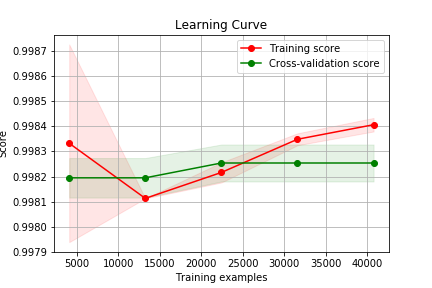 Learning Curve
Training score
Cross-validation score
0.9987
0.9986
0.9985
0.9984
0.9983
0.9982
0.9981
0.9980
0.9979
Score
5000 10000 15000 20000 25000 30000 35000 40000
Training examples